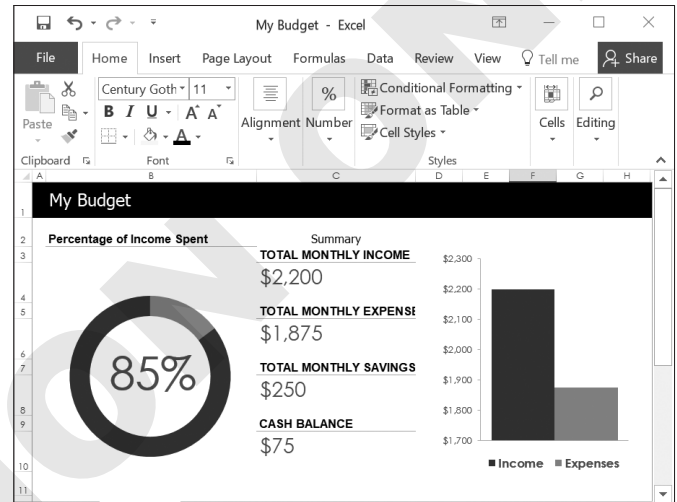 My Budget - Excel
File Home Insert Page Layout Formulas Data Review View Tell me Share
Paste
Clipboard
Century Goth 11
B I U A A
A
Font
Alignment
%
Number
Conditional Formatting
Format as Table
Cell Styles
Styles
Cells
Editing
A B C D E F G H
1 My Budget
2 Percentage of Income Spent Summary
3 TOTAL MONTHLY INCOME
$2,200
4
5 TOTAL MONTHLY EXPENSE
$1,875
6
7 TOTAL MONTHLY SAVINGS
$250
8
9 CASH BALANCE
$75
10
11
85%
$2,300
$2,200
$2,100
$2,000
$1,900
$1,800
$1,700
Income Expenses